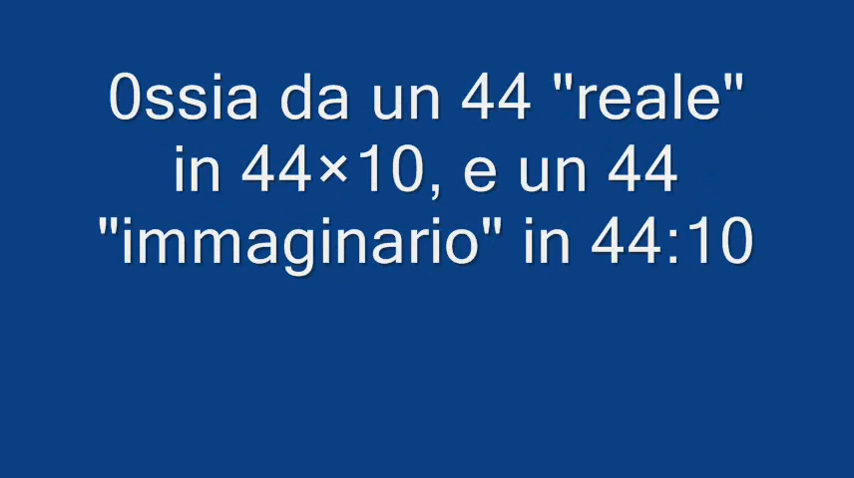 0ssia da un 44 "reale"
in 44×10, e un 44
"immaginario" in 44:10